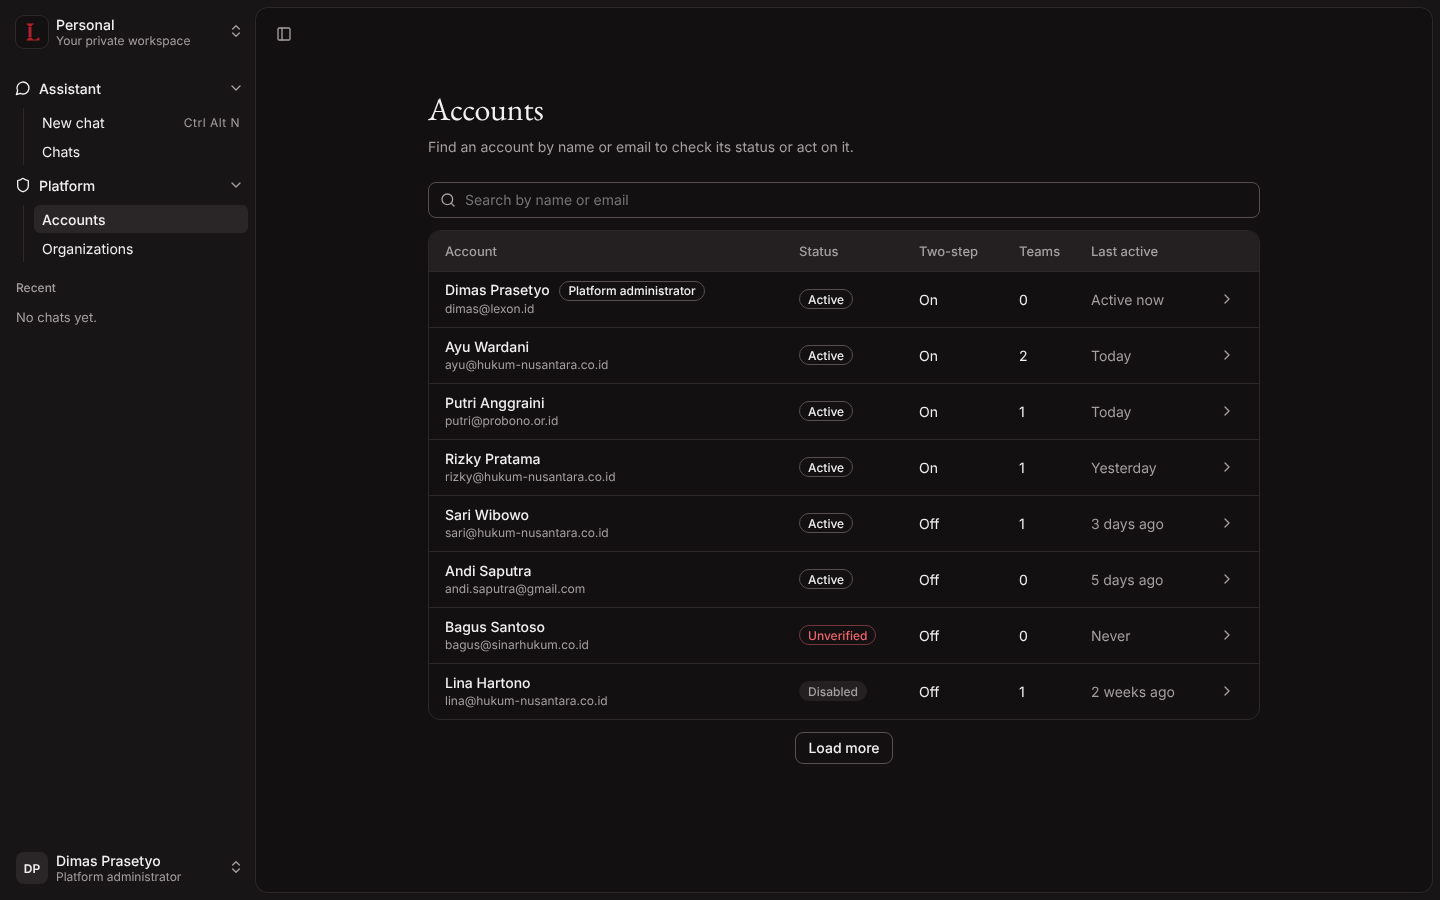 L
Personal
Your private workspace
Assistant
New chat Ctrl Alt N
Chats
Platform
Accounts
Organizations
Recent
No chats yet.
DP
Dimas Prasetyo
Platform administrator
Accounts
Find an account by name or email to check its status or act on it.
Search by name or email
Account Status Two-step Teams Last active
Dimas Prasetyo Platform administrator
dimas@lexon.id
Active On 0 Active now
Ayu Wardani
ayu@hukum-nusantara.co.id
Active On 2 Today
Putri Anggraini
putri@probono.or.id
Active On 1 Today
Rizky Pratama
rizky@hukum-nusantara.co.id
Active On 1 Yesterday
Sari Wibowo
sari@hukum-nusantara.co.id
Active Off 1 3 days ago
Andi Saputra
andi.saputra@gmail.com
Active Off 0 5 days ago
Bagus Santoso
bagus@sinarhukum.co.id
Unverified Off 0 Never
Lina Hartono
lina@hukum-nusantara.co.id
Disabled Off 1 2 weeks ago
Load more